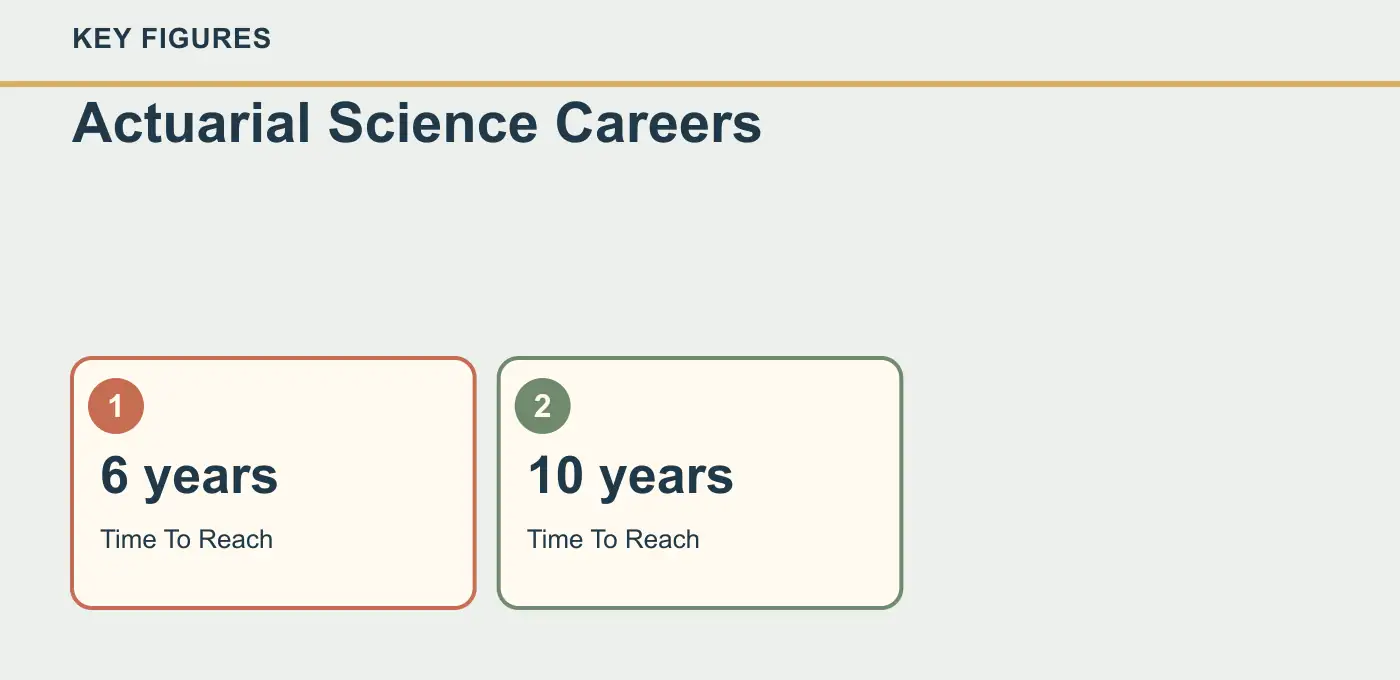 KEY FIGURES
Actuarial Science Careers
1
6 years
Time To Reach
2
10 years
Time To Reach